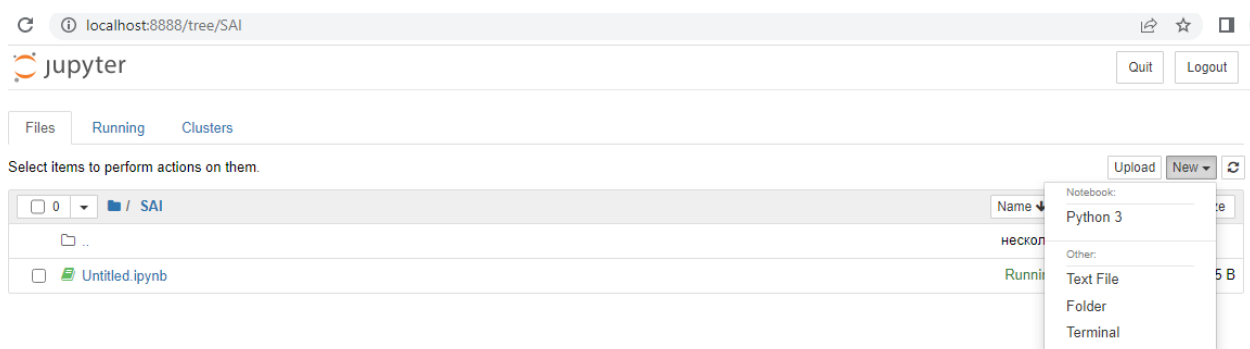 localhost:8888/tree/SAI
jupyter
Quit Logout
Files Running Clusters
Select items to perform actions on them.
Upload New
0 / SAI
Name
Notebook:
Python 3
..
Other:
Untitled.ipynb
Text File
5 B
Folder
Terminal